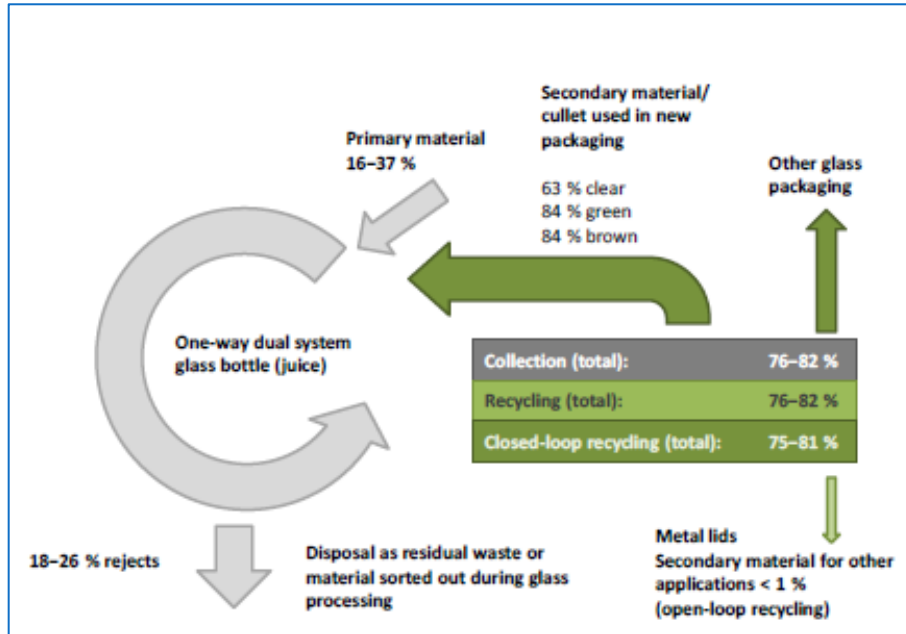 Primary material
16–37 %
Secondary material/
cullet used in new
packaging
63 % clear
84 % green
84 % brown
Other glass
packaging
One-way dual system
glass bottle (juice)
Collection (total): 76–82 %
Recycling (total): 76–82 %
Closed-loop recycling (total): 75–81 %
18–26 % rejects
Disposal as residual waste or
material sorted out during glass
processing
Metal lids
Secondary material for other
applications < 1 %
(open-loop recycling)